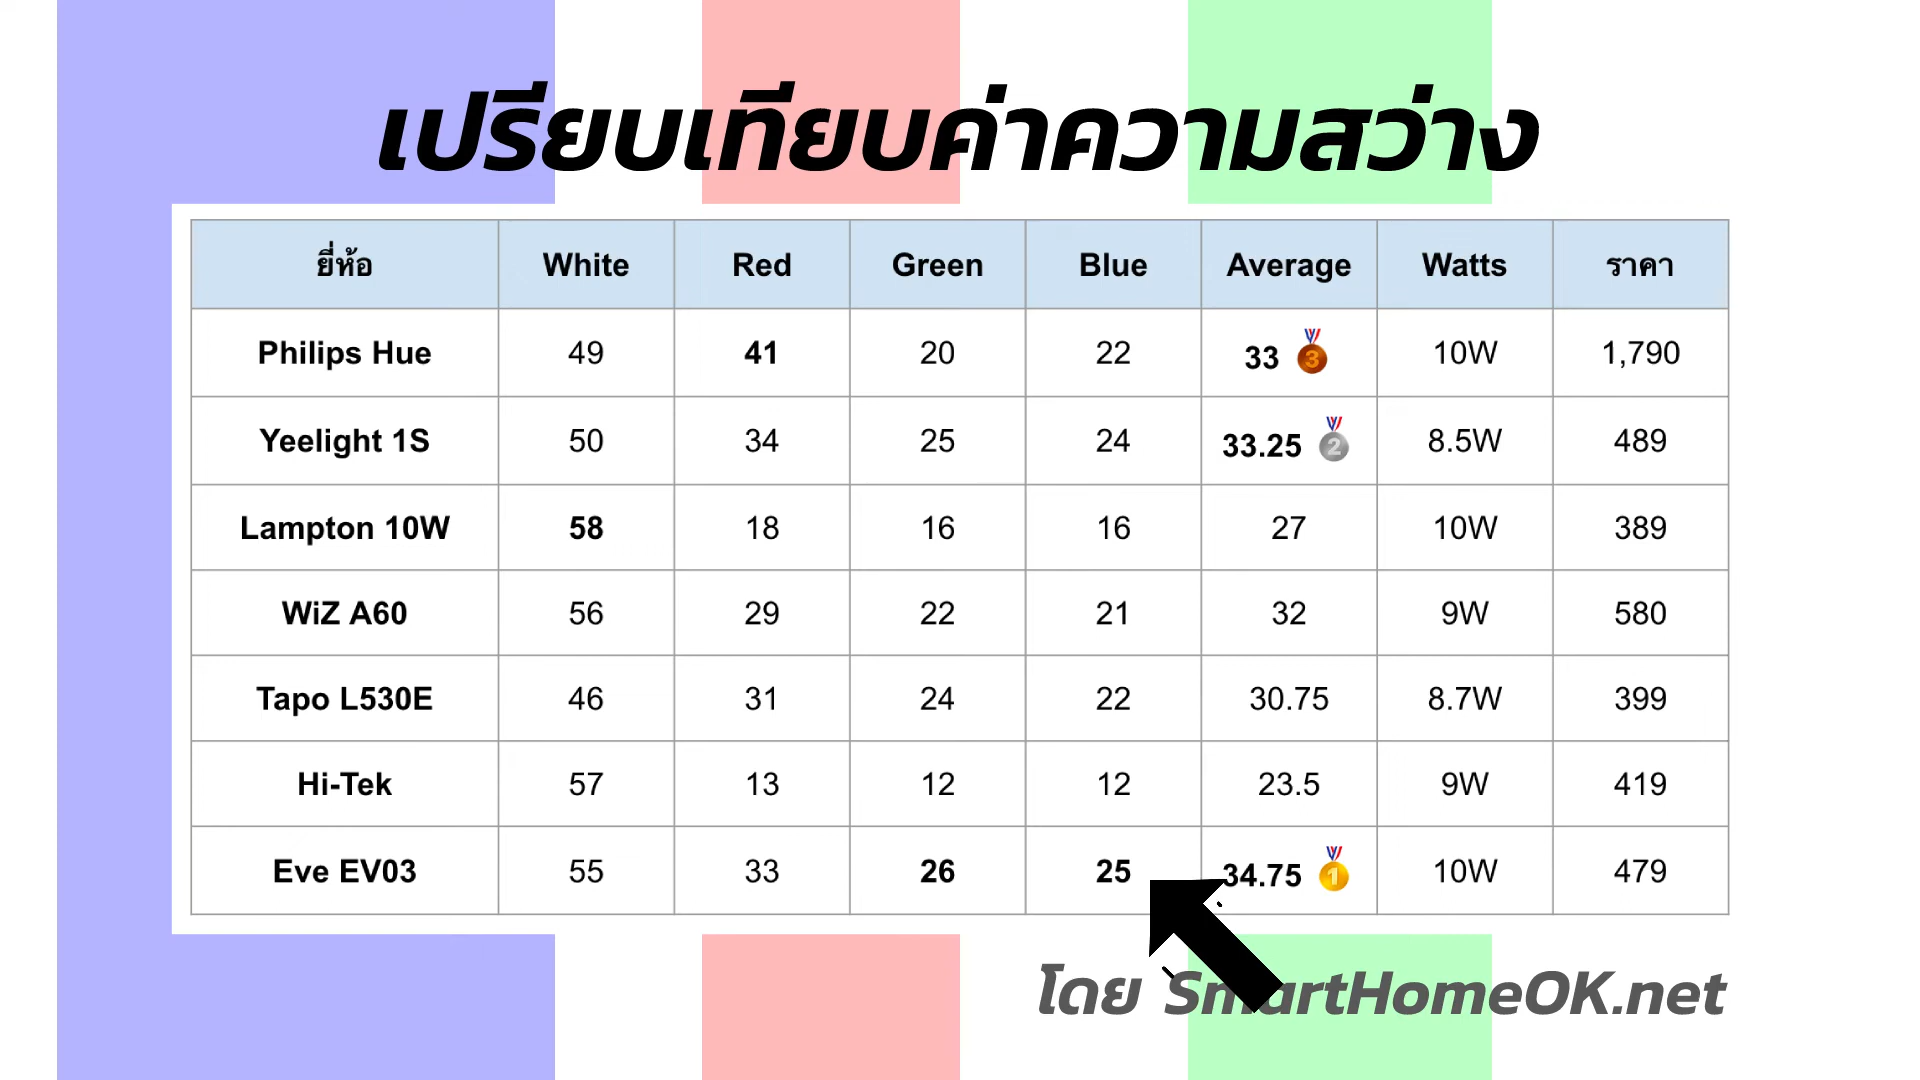 เปรียบเทียบค่าความสว่าง
ยี่ห้อ White Red Green Blue Average Watts ราคา
Philips Hue 49 41 20 22 33 3 10W 1,790
Yeelight 1S 50 34 25 24 33.25 2 8.5W 489
Lampton 10W 58 18 16 16 27 10W 389
WiZ A60 56 29 22 21 32 9W 580
Tapo L530E 46 31 24 22 30.75 8.7W 399
Hi-Tek 57 13 12 12 23.5 9W 419
Eve EV03 55 33 26 25 34.75 1 10W 479
โดย SmartHomeOK.net